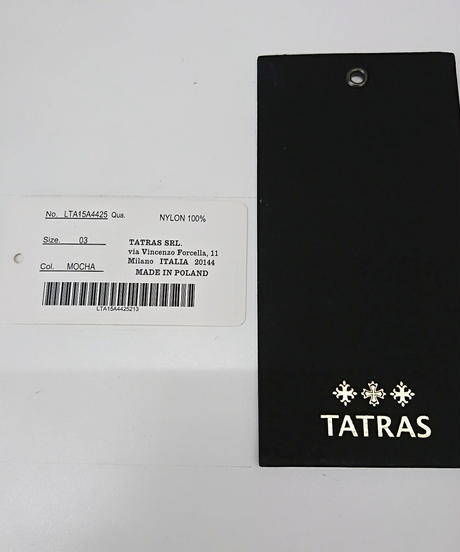 No. LTA15A4425 Qua. NYLON 100%
Size. 03
TATRAS SRL.
via Vincenzo Forcella, 11
Milano ITALIA 20144
Col. MOCHA
MADE IN POLAND
LTA15A4425213
TATRAS